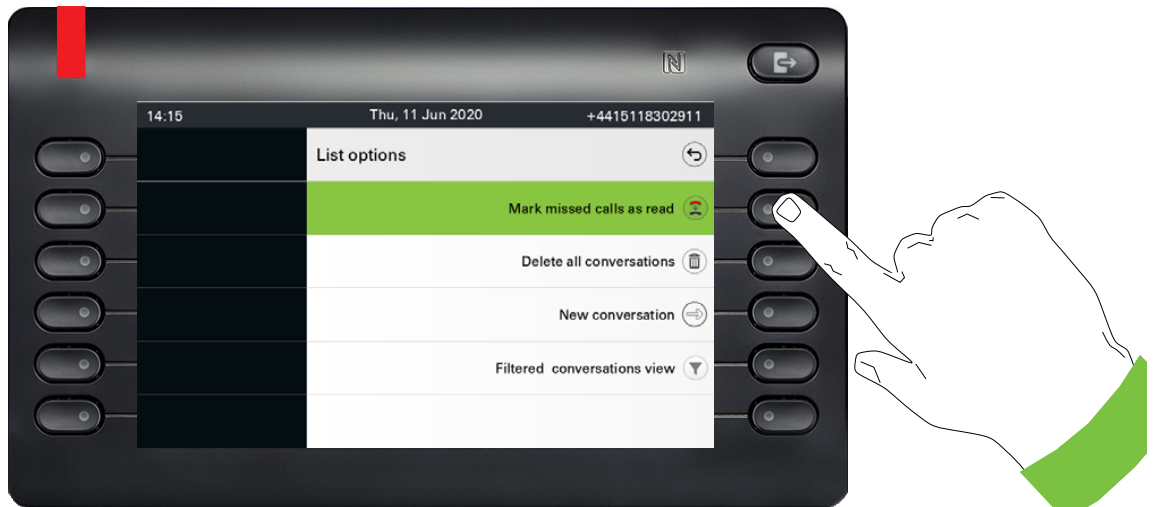 14:15 Thu, 11 Jun 2020 +4415118302911
List options
Mark missed calls as read
Delete all conversations
New conversation
Filtered conversations view